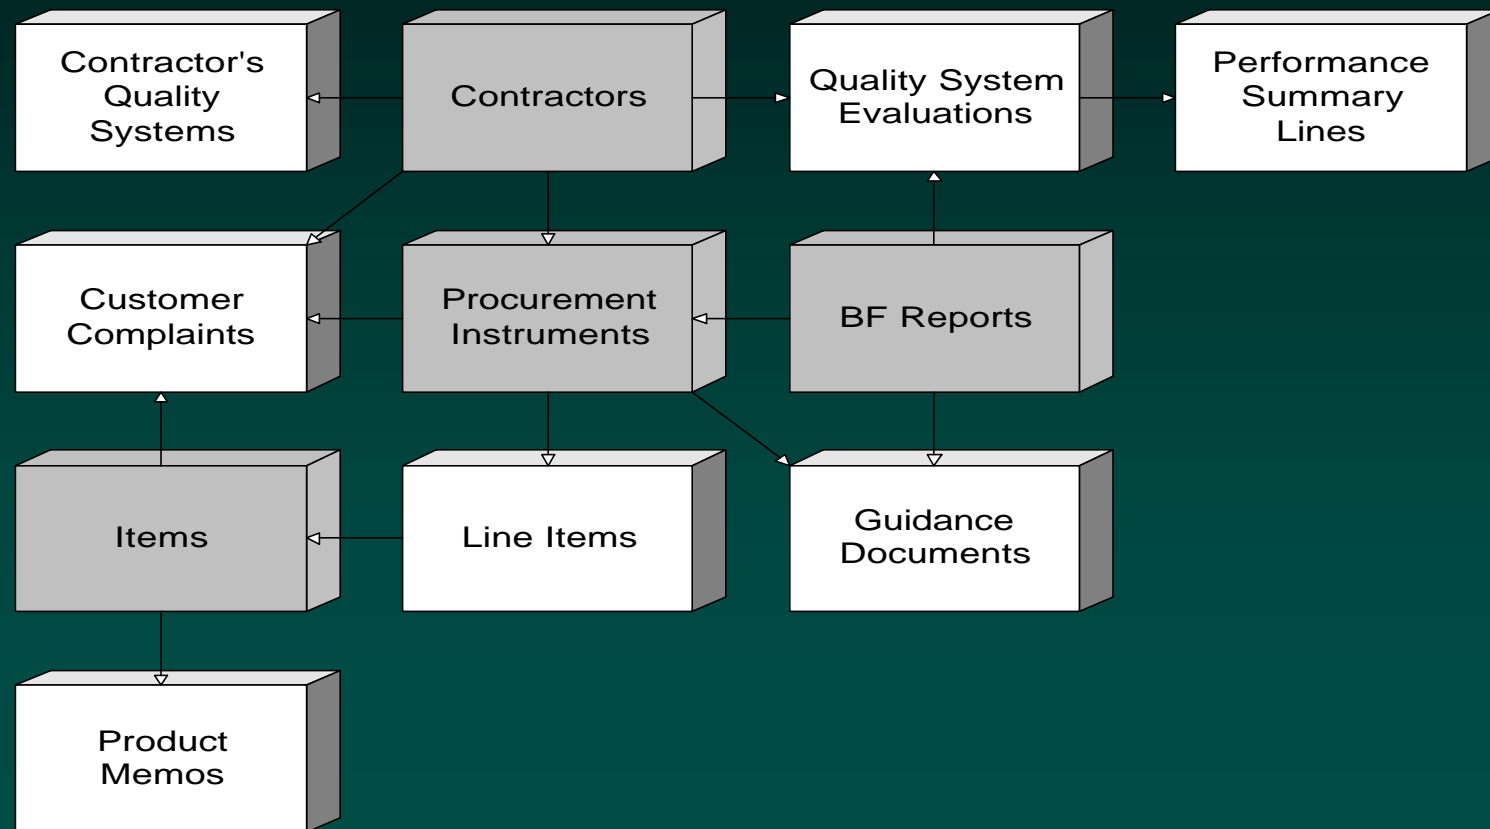 Contractor's
Quality
Systems
Contractors
Quality System
Evaluations
Performance
Summary
Lines
Customer
Complaints
Procurement
Instruments
BF Reports
Items
Line Items
Guidance
Documents
Product
Memos